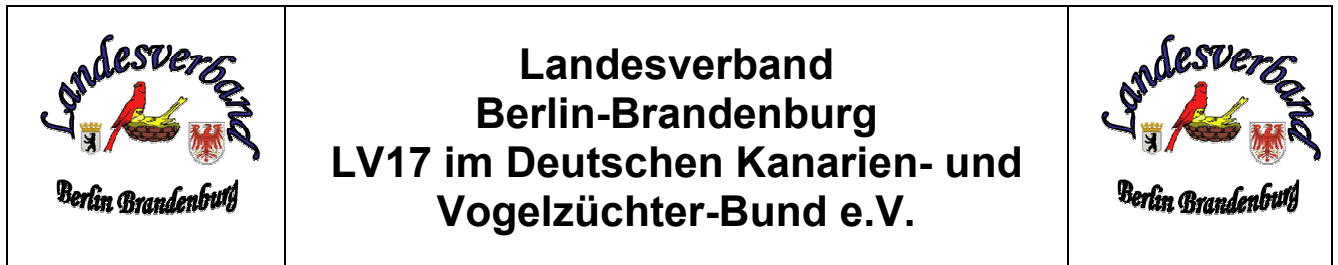 Landesverband
Berlin Brandenburg
Landesverband
Berlin-Brandenburg
LV17 im Deutschen Kanarien- und
Vogelzüchter-Bund e.V.
Landesverband
Berlin Brandenburg